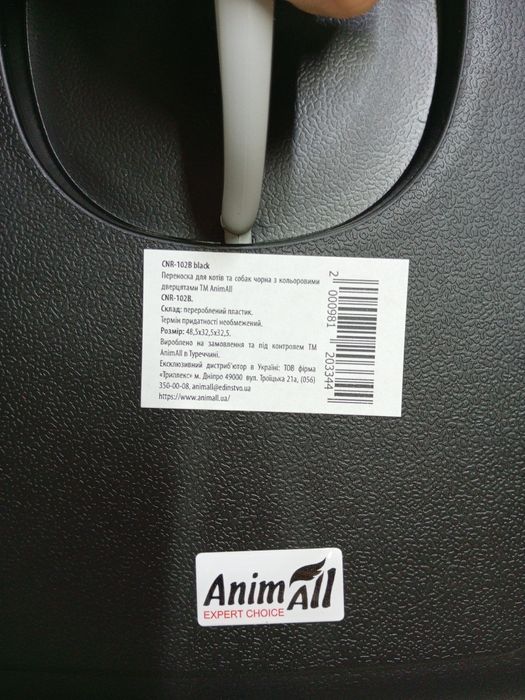 CNR-102B black
Переноска для котів та собак чорна з кольоровими
дверцятами ТМ AnimAll
CNR-102B.
Склад: перероблений пластик.
Термін придатності необмежений.
Розмір: 48,5х32,5х32,5.
Вироблено на замовлення та під контролем ТМ
AnimAll в Туреччині.
Ексклюзивний дистриб'ютор в Україні: ТОВ фірма
«Триплекс» м. Дніпро 49000 вул. Троїцька 21а, (056)
350-00-08, animall@edinstvo.ua
https://www.animall.ua/
2 000981 203344
AnimAll
EXPERT CHOICE